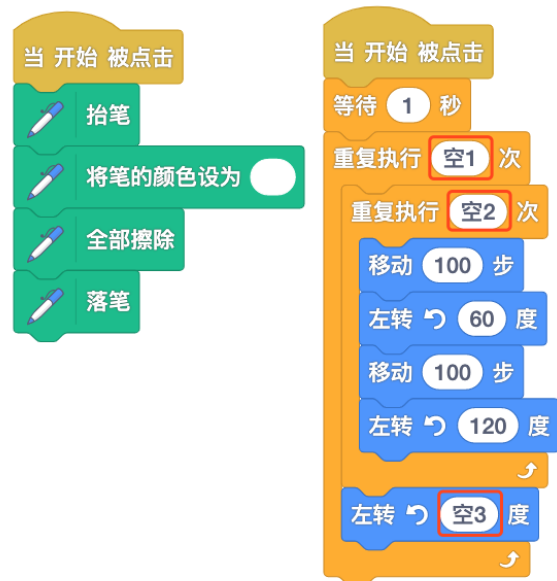 当 开始 被点击
抬笔
将笔的颜色设为
全部擦除
落笔
当 开始 被点击
等待 1 秒
重复执行 空1 次
重复执行 空2 次
移动 100 步
左转 60 度
移动 100 步
左转 120 度
左转 空3 度